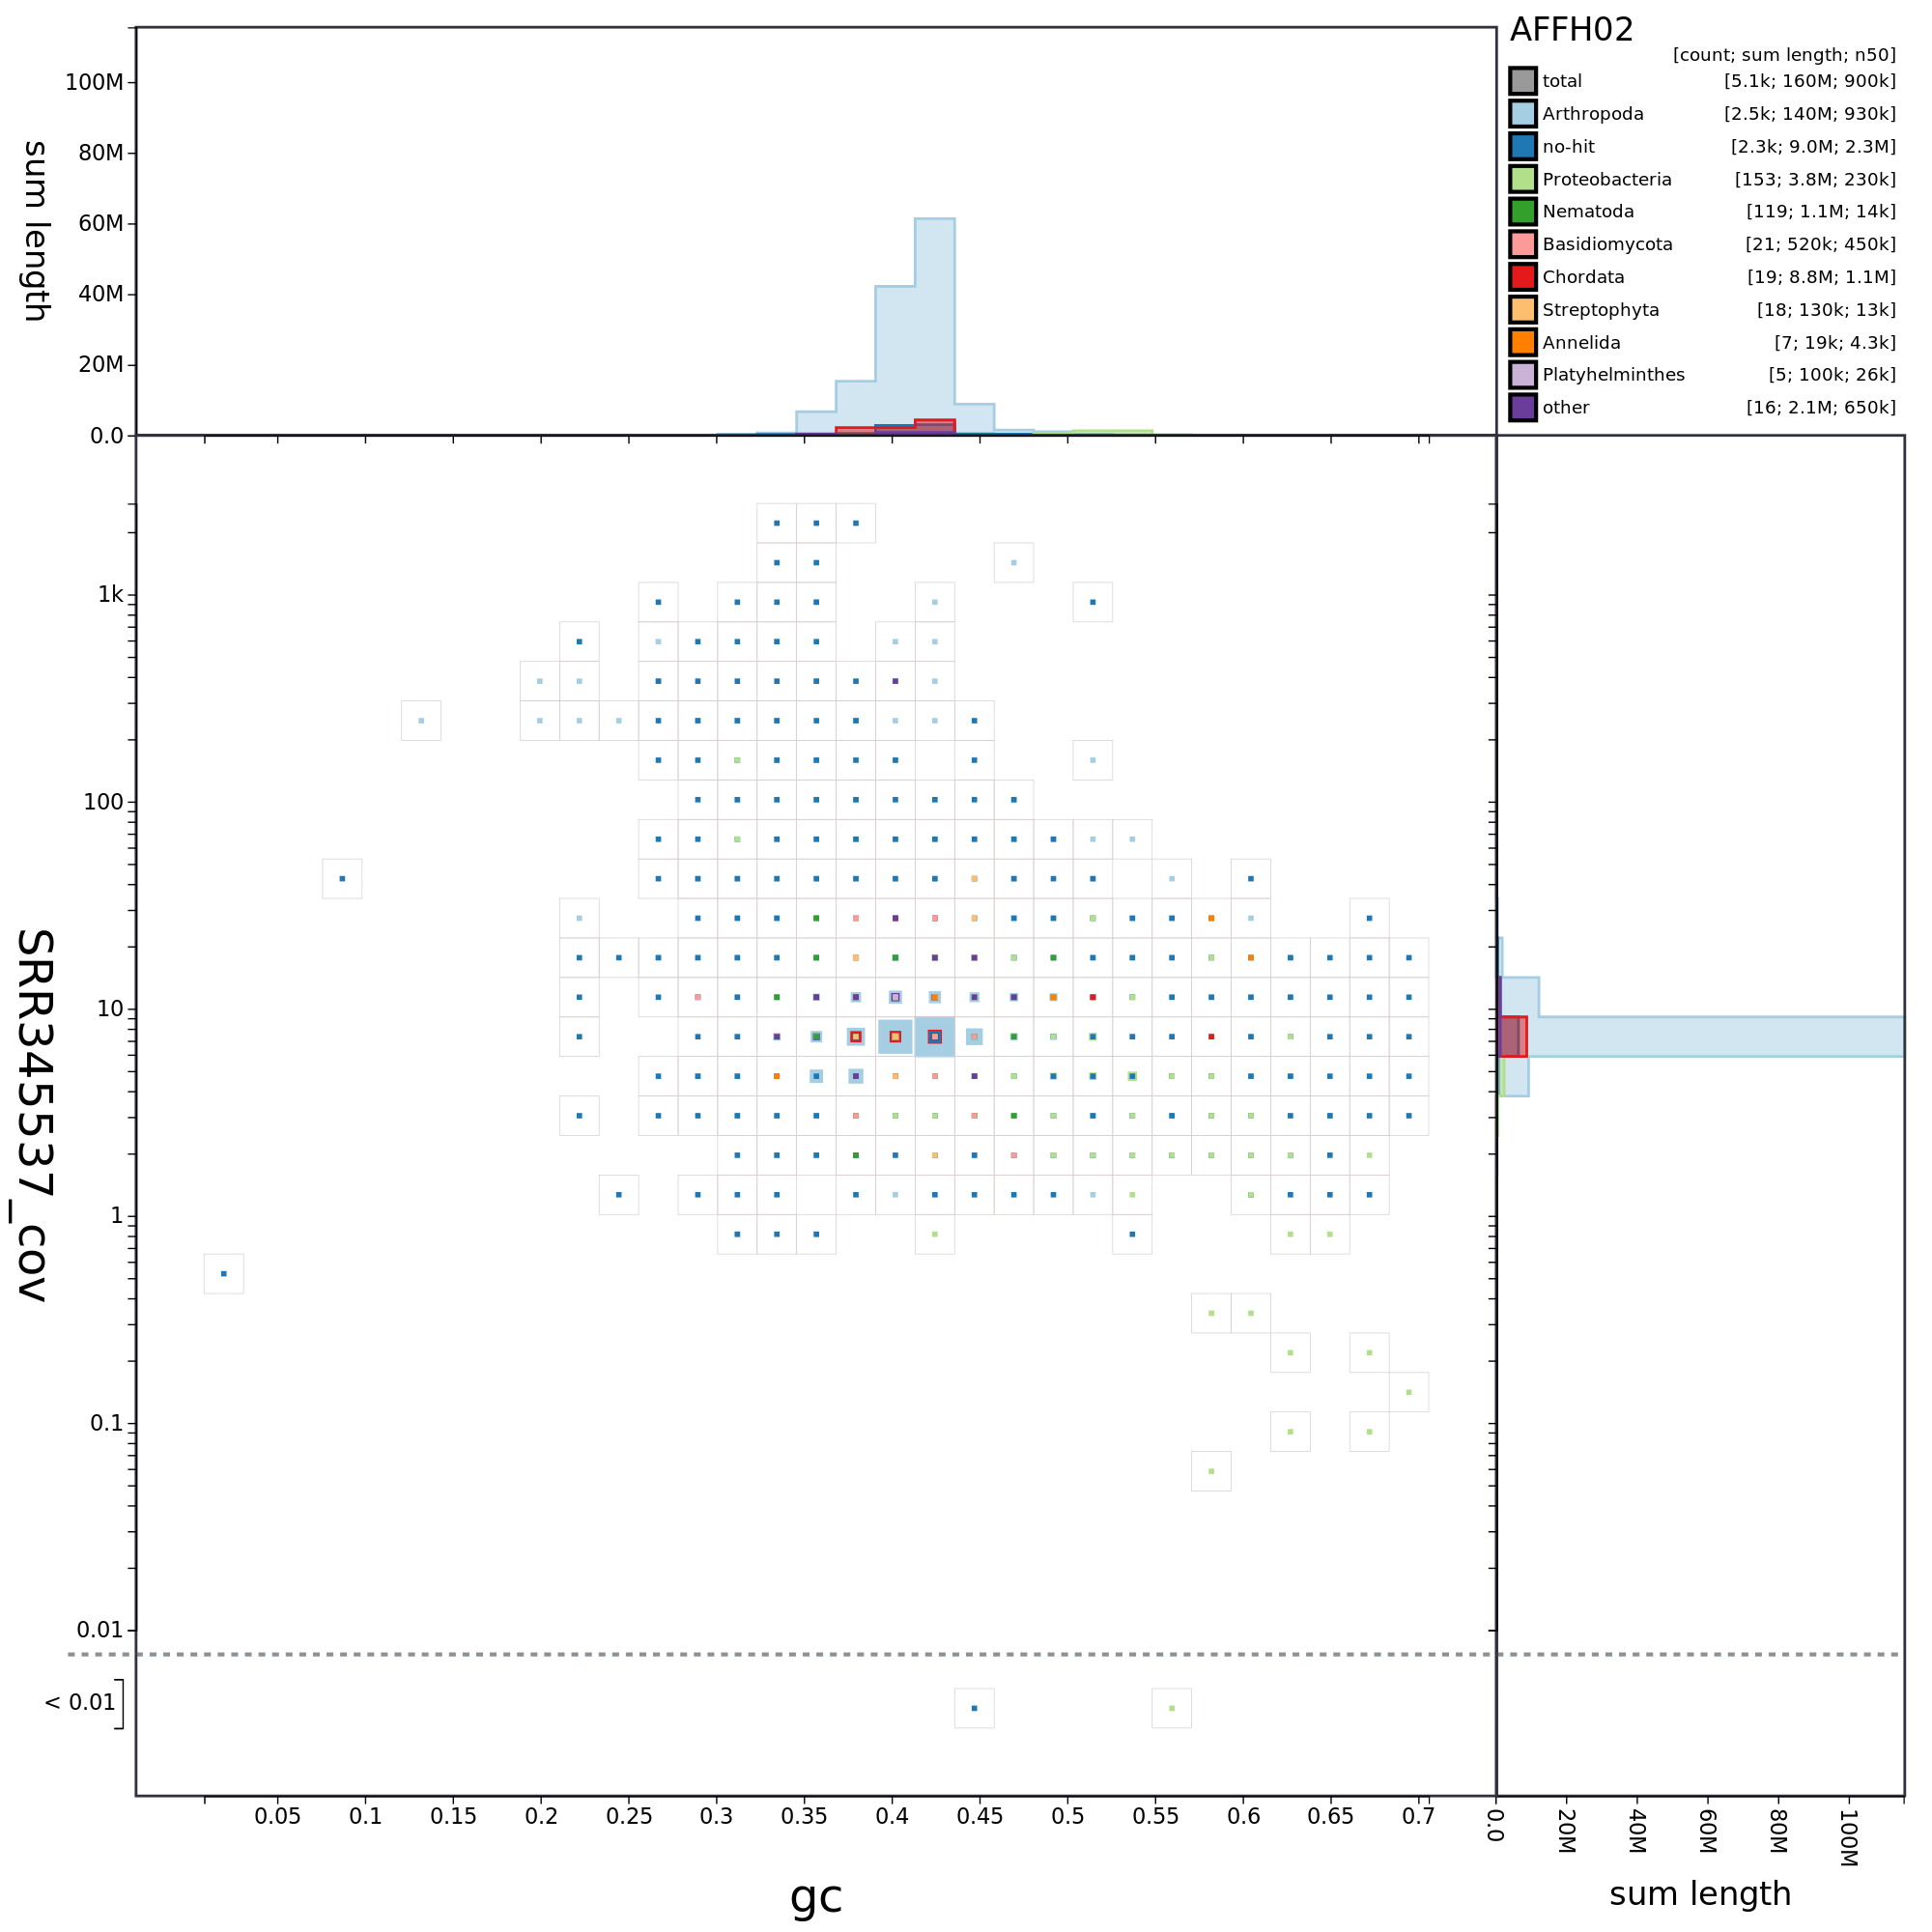 AFFH02
[count; sum length; n50]
total [5.1k; 160M; 900k]
Arthropoda [2.5k; 140M; 930k]
no-hit [2.3k; 9.0M; 2.3M]
Proteobacteria [153; 3.8M; 230k]
Nematoda [119; 1.1M; 14k]
Basidiomycota [21; 520k; 450k]
Chordata [19; 8.8M; 1.1M]
Streptophyta [18; 130k; 13k]
Annelida [7; 19k; 4.3k]
Platyhelminthes [5; 100k; 26k]
other [16; 2.1M; 650k]
sum length
100M
80M
60M
40M
20M
0.0
SRR345537_cov
1k
100
10
1
0.1
0.01
< 0.01
0.05 0.1 0.15 0.2 0.25 0.3 0.35 0.4 0.45 0.5 0.55 0.6 0.65 0.7
gc
0.0 20M 40M 60M 80M 100M
sum length